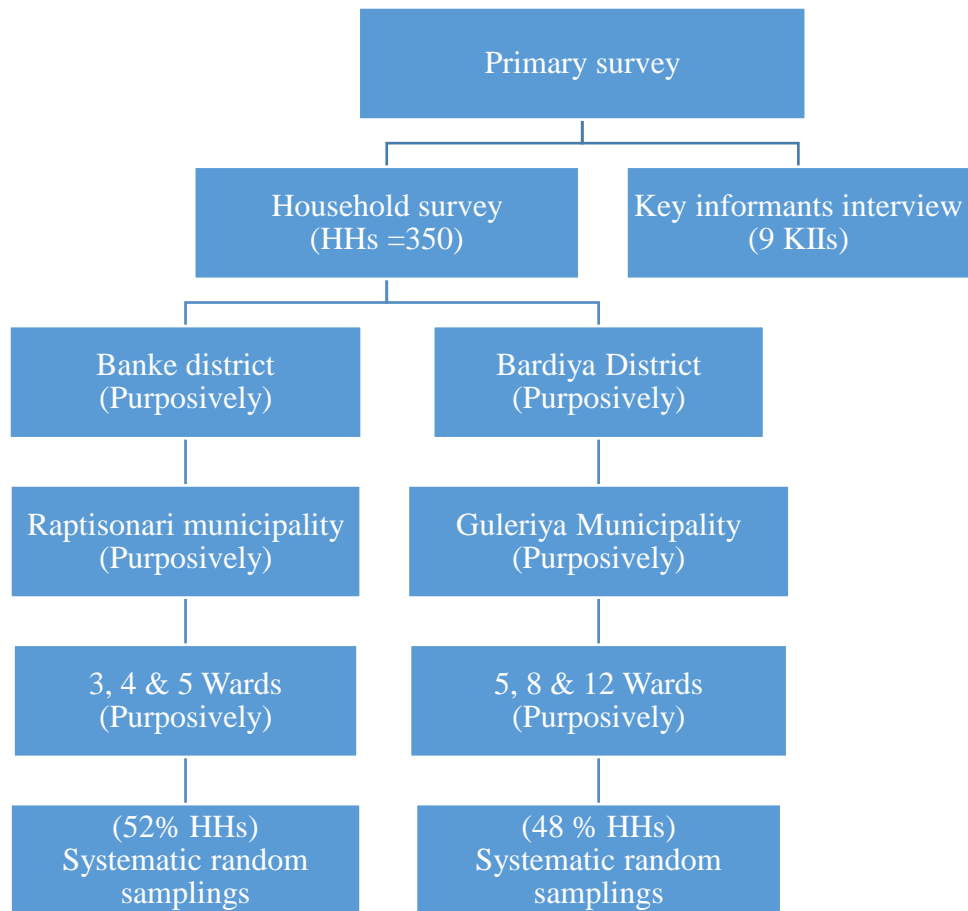 Primary survey
Household survey
(HHs =350)
Key informants interview
(9 KIIs)
Banke district
(Purposively)
Bardiya District
(Purposively)
Raptisonari municipality
(Purposively)
Guleriya Municipality
(Purposively)
3, 4 & 5 Wards
(Purposively)
5, 8 & 12 Wards
(Purposively)
(52% HHs)
Systematic random
samplings
(48 % HHs)
Systematic random
samplings